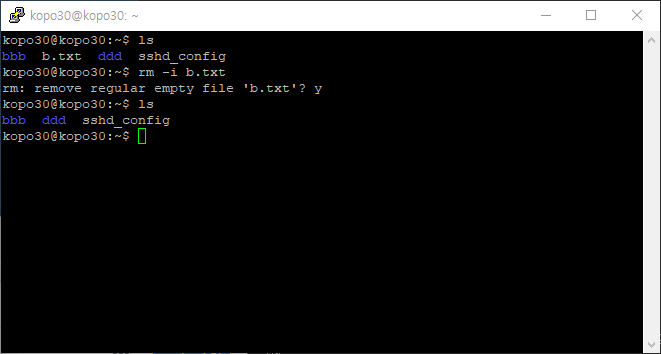 kopo30@kopo30: ~
kopo30@kopo30:~$ ls
bbb  b.txt  ddd  sshd_config
kopo30@kopo30:~$ rm -i b.txt
rm: remove regular empty file 'b.txt'? y
kopo30@kopo30:~$ ls
bbb  ddd  sshd_config
kopo30@kopo30:~$